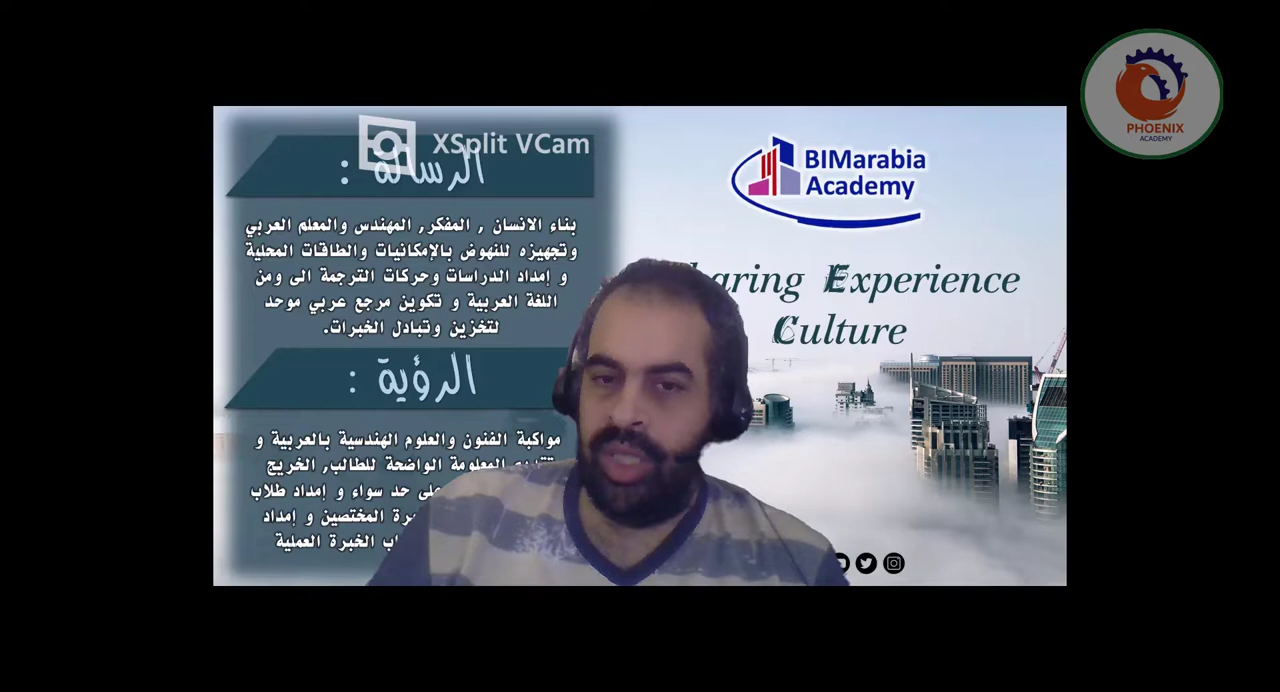 PHOENIX
ACADEMY
XSplit VCam
الرسالة :
بناء الانسان , المفكر, المهندس والمعلم العربي
وتجهيزه للنهوض بالإمكانيات والطاقات المحلية
و إمداد الدراسات وحركات الترجمة الى ومن
اللغة العربية و تكوين مرجع عربي موحد
لتخزين وتبادل الخبرات.
الرؤية :
مواكبة الفنون والعلوم الهندسية بالعربية و
المعلومة الواضحة للطالب, الخريج
على حد سواء و إمداد طلاب
المختصين و إمداد
الخبرة العملية
BIMarabia
Academy
Experience
Culture